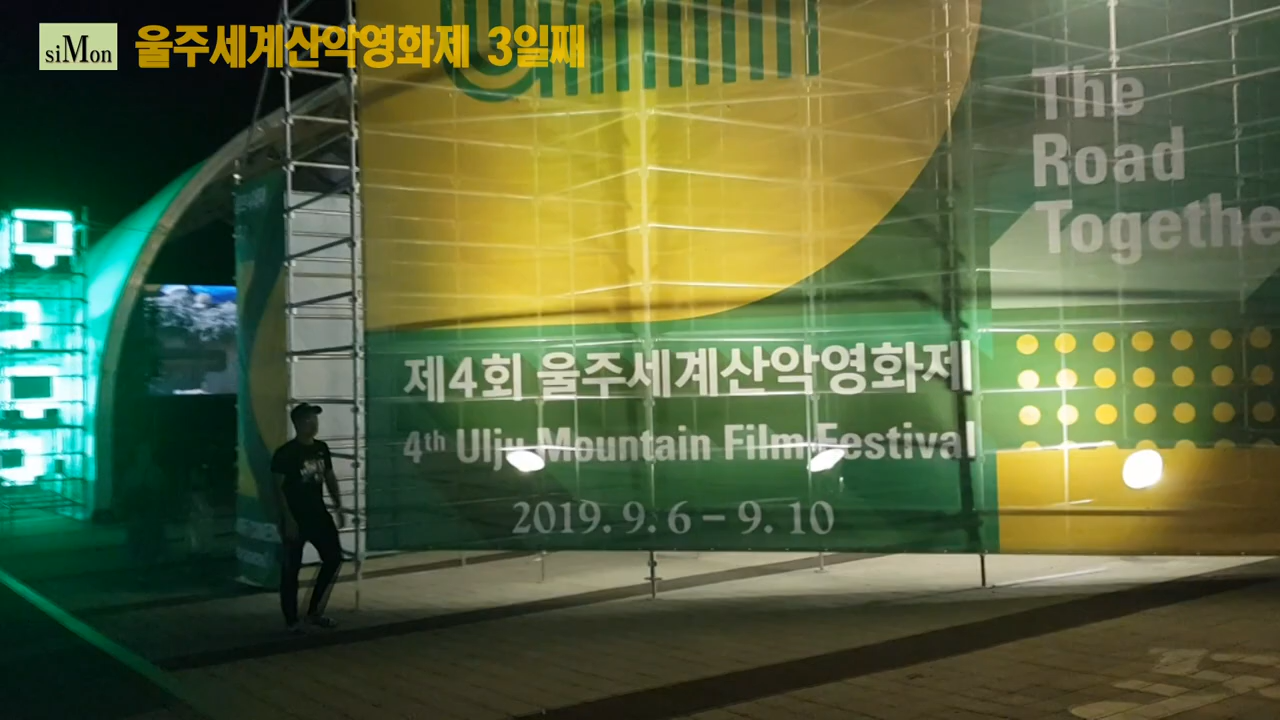 siMon 울주세계산악영화제 3일째
The
Road
Togethe
제4회 울주세계산악영화제
4th Ulju Mountain Film Festival
2019. 9. 6 - 9. 10